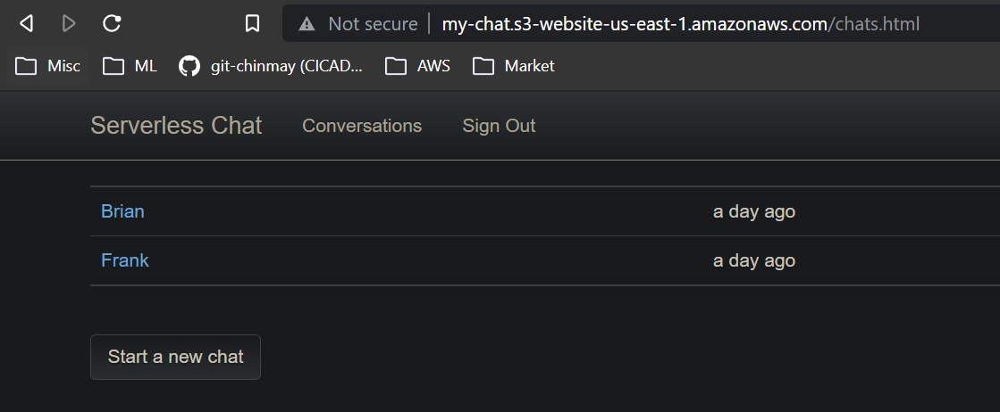 Not secure my-chat.s3-website-us-east-1.amazonaws.com/chats.html
Misc ML git-chinmay (CICAD... AWS Market
Serverless Chat Conversations Sign Out
Brian a day ago
Frank a day ago
Start a new chat